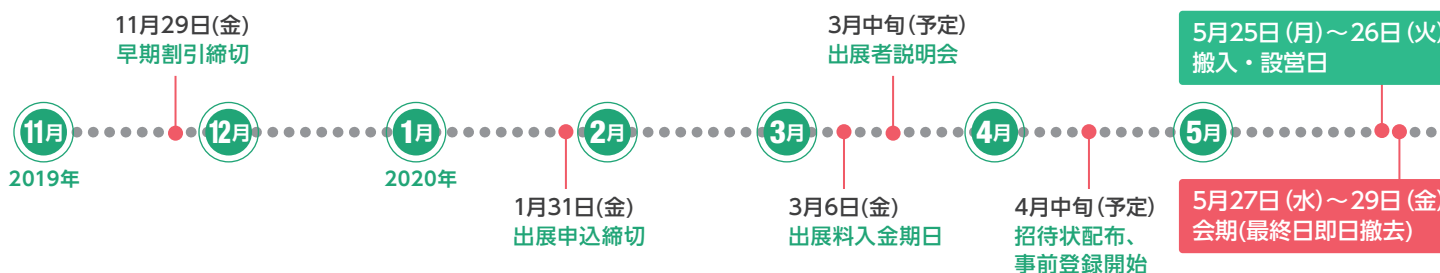 11月29日(金)
早期割引締切
3月中旬(予定)
出展者説明会
5月25日(月)～26日(火)
搬入・設営日
11月
12月
1月
2月
3月
4月
5月
2019年
2020年
1月31日(金)
出展申込締切
3月6日(金)
出展料入金期日
4月中旬(予定)
招待状配布、
事前登録開始
5月27日(水)～29日(金)
会期(最終日即日撤去)